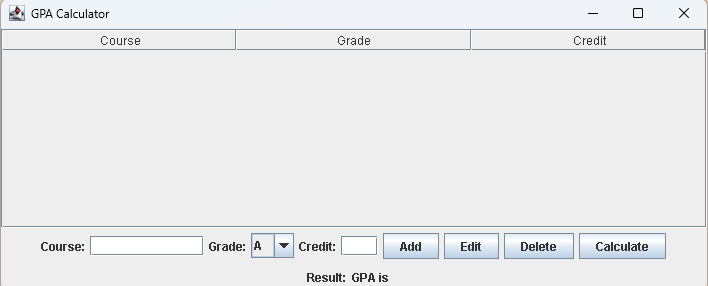 GPA Calculator
Course Grade Credit
Course: Grade: A Credit: Add Edit Delete Calculate
Result: GPA is